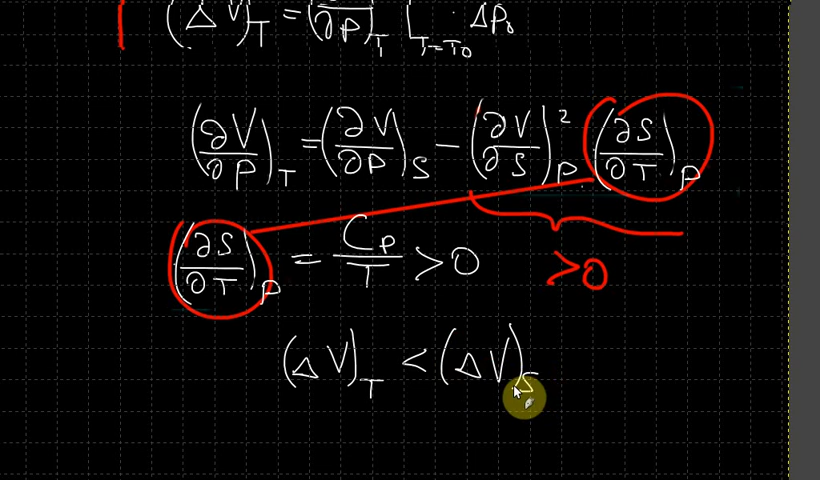 (ΔV)_T = (∂P)_T |_{T=T₀} · ΔP₀
(∂V/∂P)_T = (∂V/∂P)_S − (∂V/∂S)²_P (∂S/∂T)_P
(∂S/∂T)_P = C_P/T > 0 > 0
(ΔV)_T < (ΔV)_S